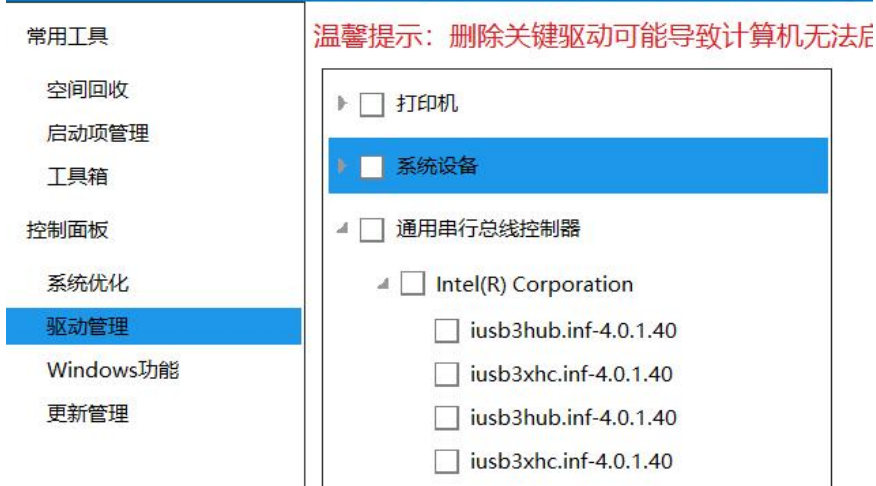 常用工具
空间回收
启动项管理
工具箱
控制面板
系统优化
驱动管理
Windows功能
更新管理
温馨提示：删除关键驱动可能导致计算机无法启
打印机
系统设备
通用串行总线控制器
Intel(R) Corporation
iusb3hub.inf-4.0.1.40
iusb3xhc.inf-4.0.1.40
iusb3hub.inf-4.0.1.40
iusb3xhc.inf-4.0.1.40